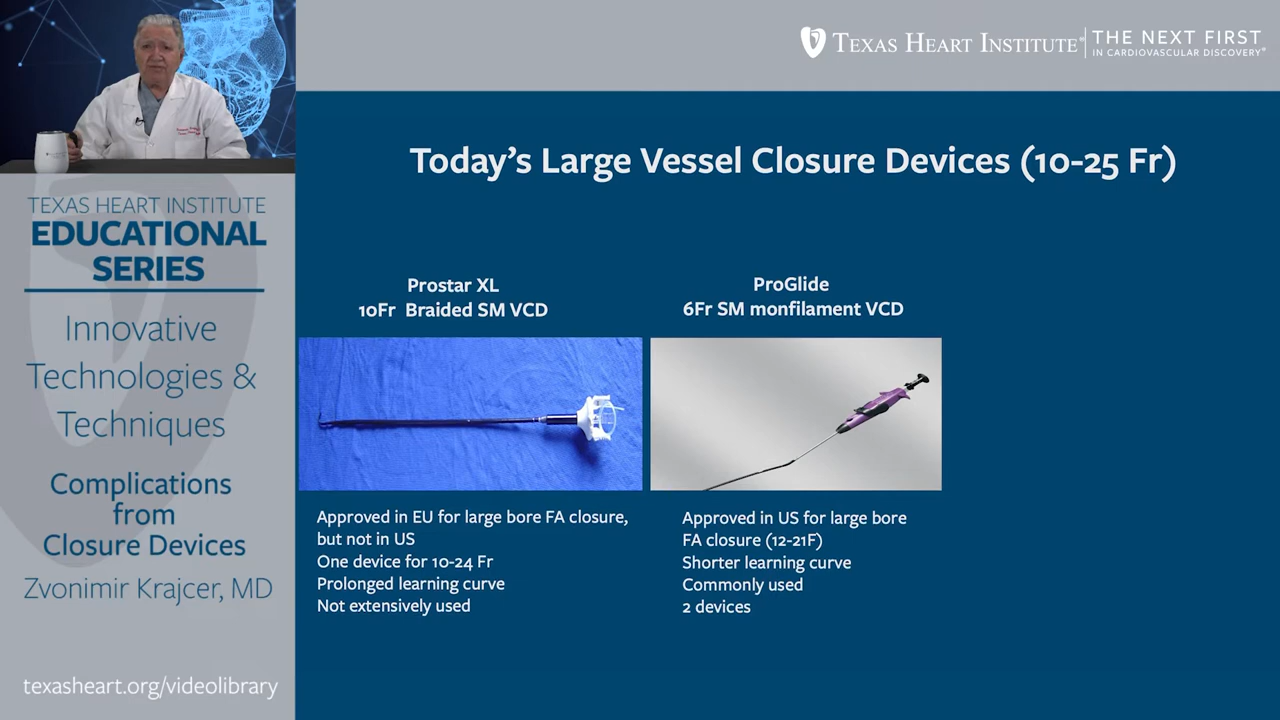 TEXAS HEART INSTITUTE®
THE NEXT FIRST
IN CARDIOVASCULAR DISCOVERY®
TEXAS HEART INSTITUTE
EDUCATIONAL
SERIES
Innovative
Technologies &
Techniques
Complications
from
Closure Devices
Zvonimir Krajcer, MD
texasheart.org/videolibrary
Today's Large Vessel Closure Devices (10-25 Fr)
Prostar XL
10Fr Braided SM VCD
Approved in EU for large bore FA closure,
but not in US
One device for 10-24 Fr
Prolonged learning curve
Not extensively used
ProGlide
6Fr SM monfilament VCD
Approved in US for large bore
FA closure (12-21F)
Shorter learning curve
Commonly used
2 devices